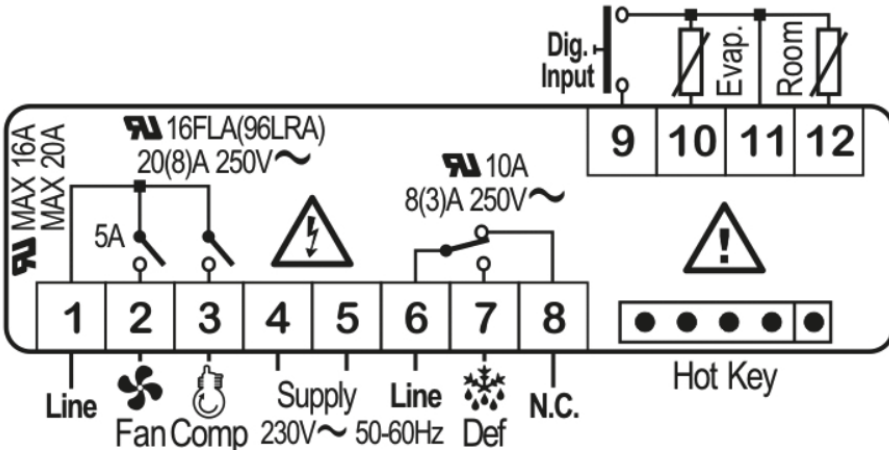 Dig.
Input
Evap.
Room
MAX 16A
MAX 20A
16FLA(96LRA)
20(8)A 250V~
10A
8(3)A 250V~
5A
9 10 11 12
1 2 3 4 5 6 7 8
Line
Fan
Comp
Supply
230V~ 50-60Hz
Line
Def
N.C.
Hot Key